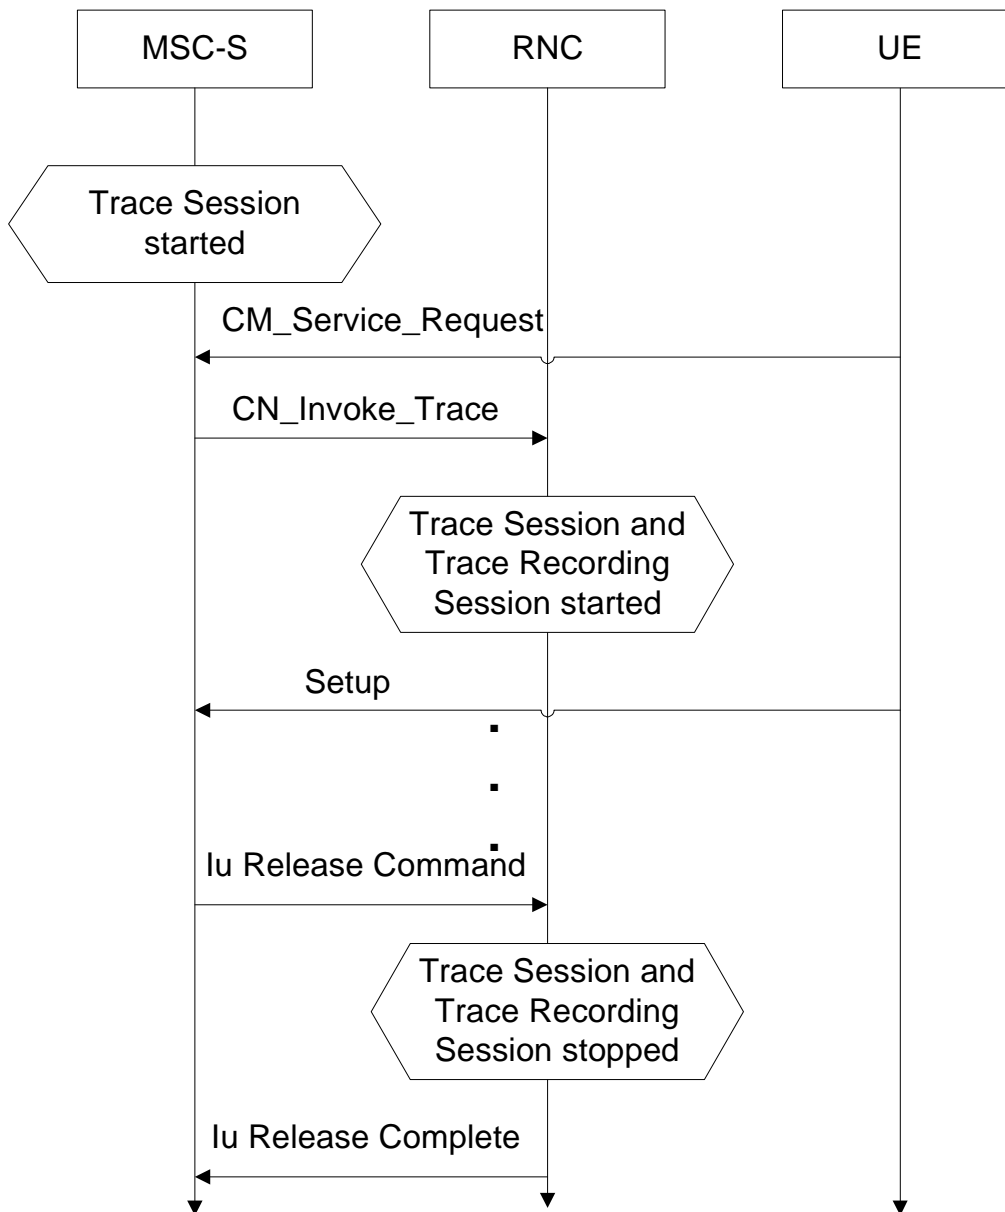 MSC-S
RNC
UE
Trace Session
started
CM_Service_Request
CN_Invoke_Trace
Trace Session and
Trace Recording
Session started
Setup
Iu Release Command
Trace Session and
Trace Recording
Session stopped
Iu Release Complete